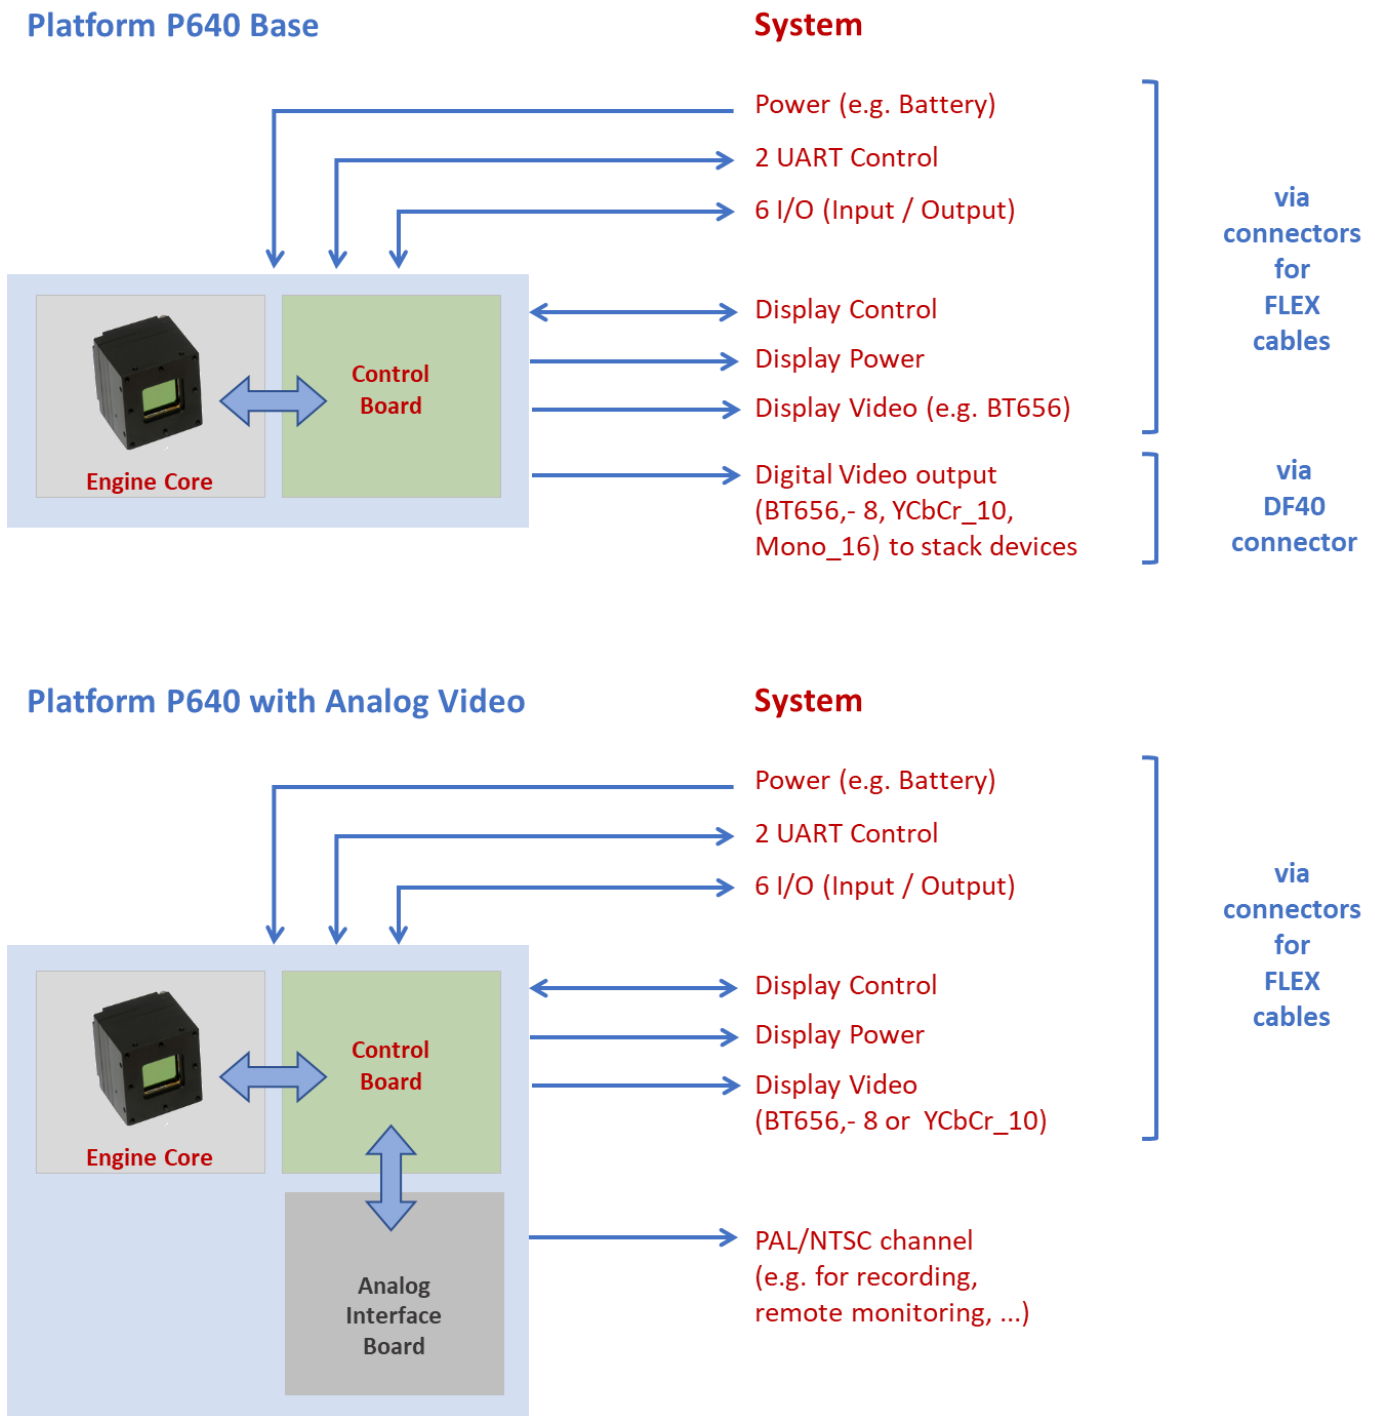 Platform P640 Base
System
Power (e.g. Battery)
2 UART Control
6 I/O (Input / Output)
Display Control
Display Power
Display Video (e.g. BT656)
Digital Video output
(BT656,- 8, YCbCr_10,
Mono_16) to stack devices
via
connectors
for
FLEX
cables
via
DF40
connector
Control
Board
Engine Core
Platform P640 with Analog Video
System
Power (e.g. Battery)
2 UART Control
6 I/O (Input / Output)
Display Control
Display Power
Display Video
(BT656,- 8 or  YCbCr_10)
PAL/NTSC channel
(e.g. for recording,
remote monitoring, ...)
via
connectors
for
FLEX
cables
Control
Board
Engine Core
Analog
Interface
Board